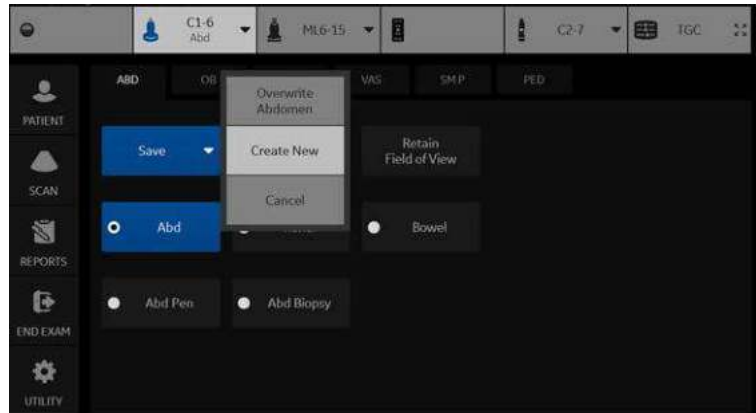 C1-6
Abd
ML6-15
C2-7
TGC
PATIENT
SCAN
REPORTS
END EXAM
UTILITY
ABD
OB
VAS
SMP
PED
Save
Overwrite
Abdomen
Create New
Cancel
Retain
Field of View
Abd
Bowel
Abd Pen
Abd Biopsy